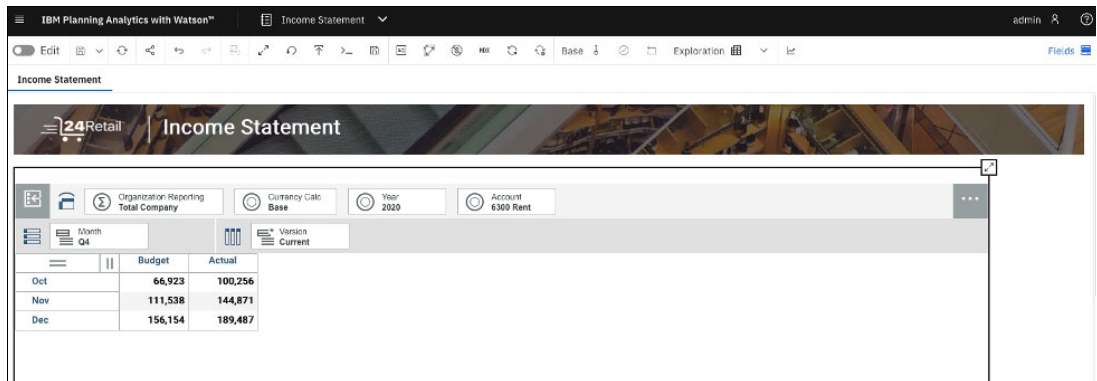 IBM Planning Analytics with Watson™ Income Statement admin
Edit MDX Base Exploration Fields
Income Statement
24Retail Income Statement
Organization Reporting Currency Calc Year Account
Total Company Base 2020 6300 Rent
Month Version
Q4 Current
Budget Actual
Oct 66,923 100,256
Nov 111,538 144,871
Dec 156,154 189,487